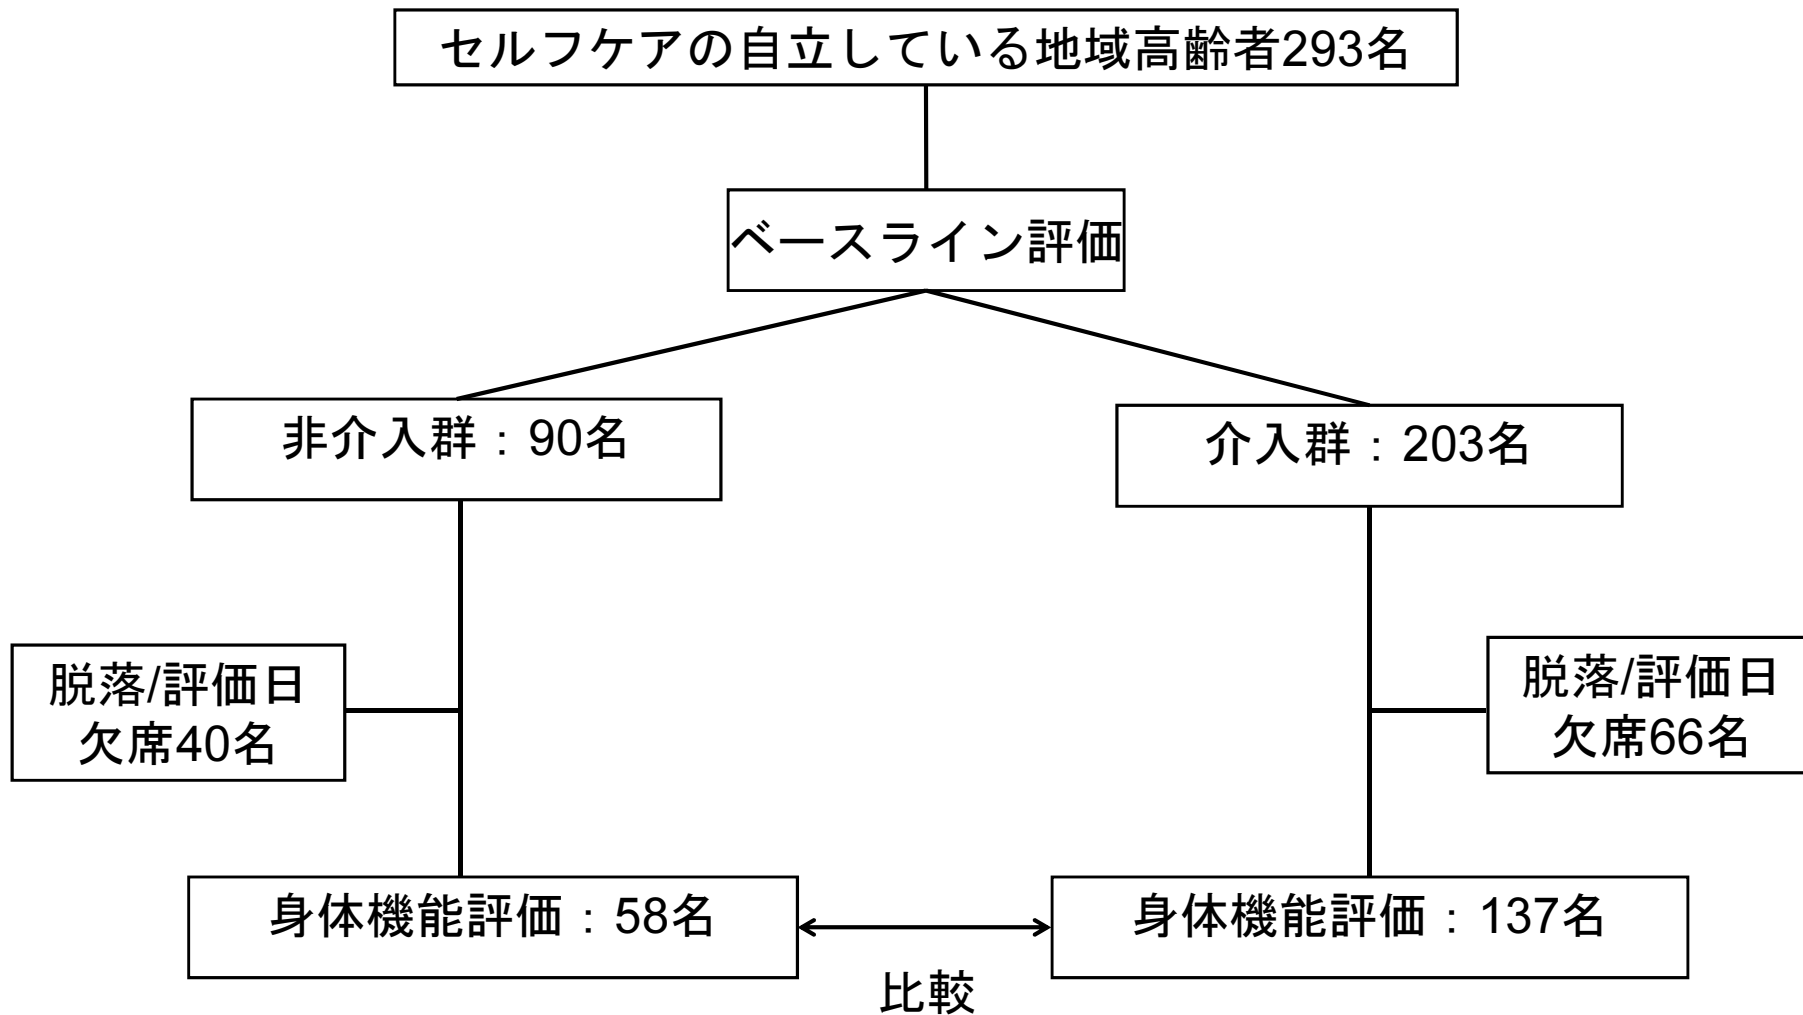 セルフケアの自立している地域高齢者293名
ベースライン評価
非介入群：90名
介入群：203名
脱落/評価日
欠席40名
脱落/評価日
欠席66名
身体機能評価：58名
身体機能評価：137名
比較